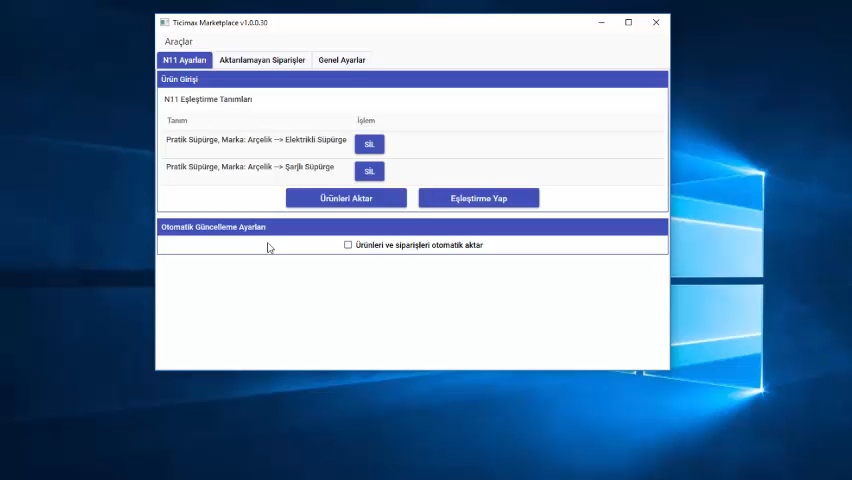 Ticimax Marketplace v1.0.0.30
Araçlar
N11 Ayarları Aktarılamayan Siparişler Genel Ayarlar
Ürün Girişi
N11 Eşleştirme Tanımları
Tanım İşlem
Pratik Süpürge, Marka: Arçelik --> Elektrikli Süpürge SİL
Pratik Süpürge, Marka: Arçelik --> Şarjlı Süpürge SİL
Ürünleri Aktar Eşleştirme Yap
Otomatik Güncelleme Ayarları
Ürünleri ve siparişleri otomatik aktar